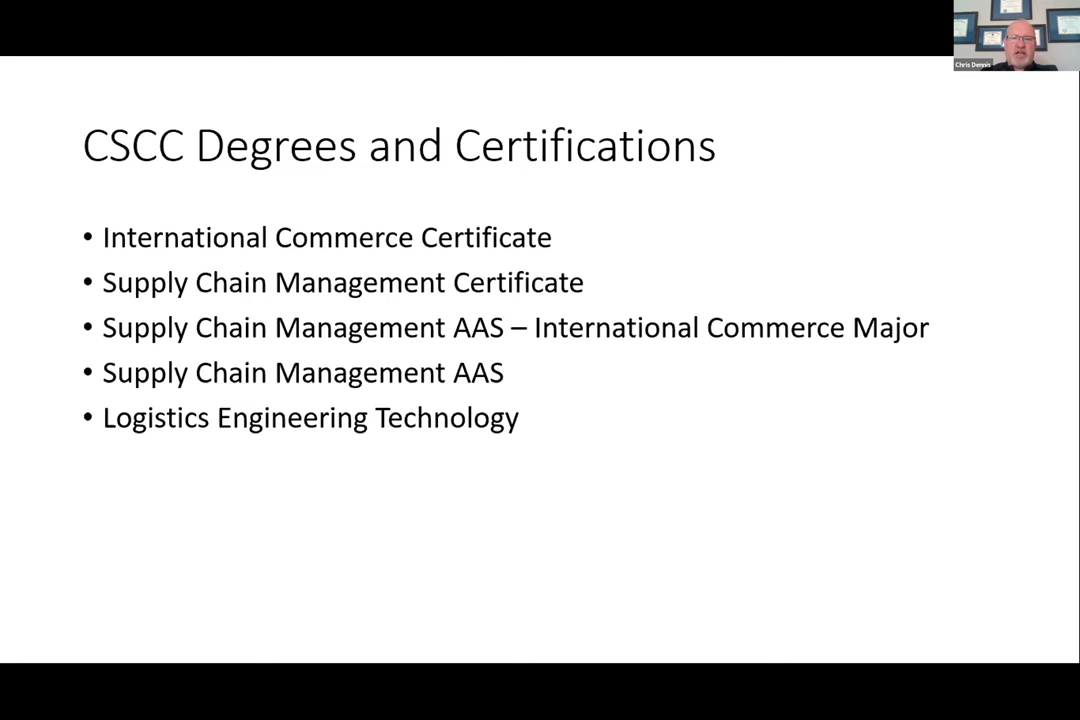 Chris Dennis
CSCC Degrees and Certifications
• International Commerce Certificate
• Supply Chain Management Certificate
• Supply Chain Management AAS – International Commerce Major
• Supply Chain Management AAS
• Logistics Engineering Technology